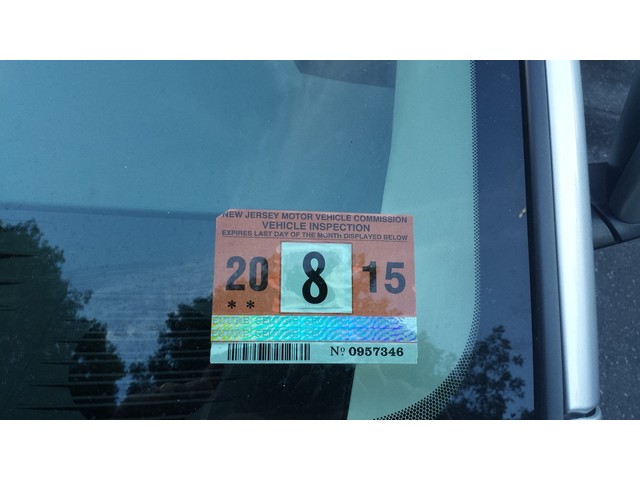 NEW JERSEY MOTOR VEHICLE COMMISSION
VEHICLE INSPECTION
EXPIRES LAST DAY OF THE MONTH DISPLAYED BELOW
20 8 15
**
Nº 0957346